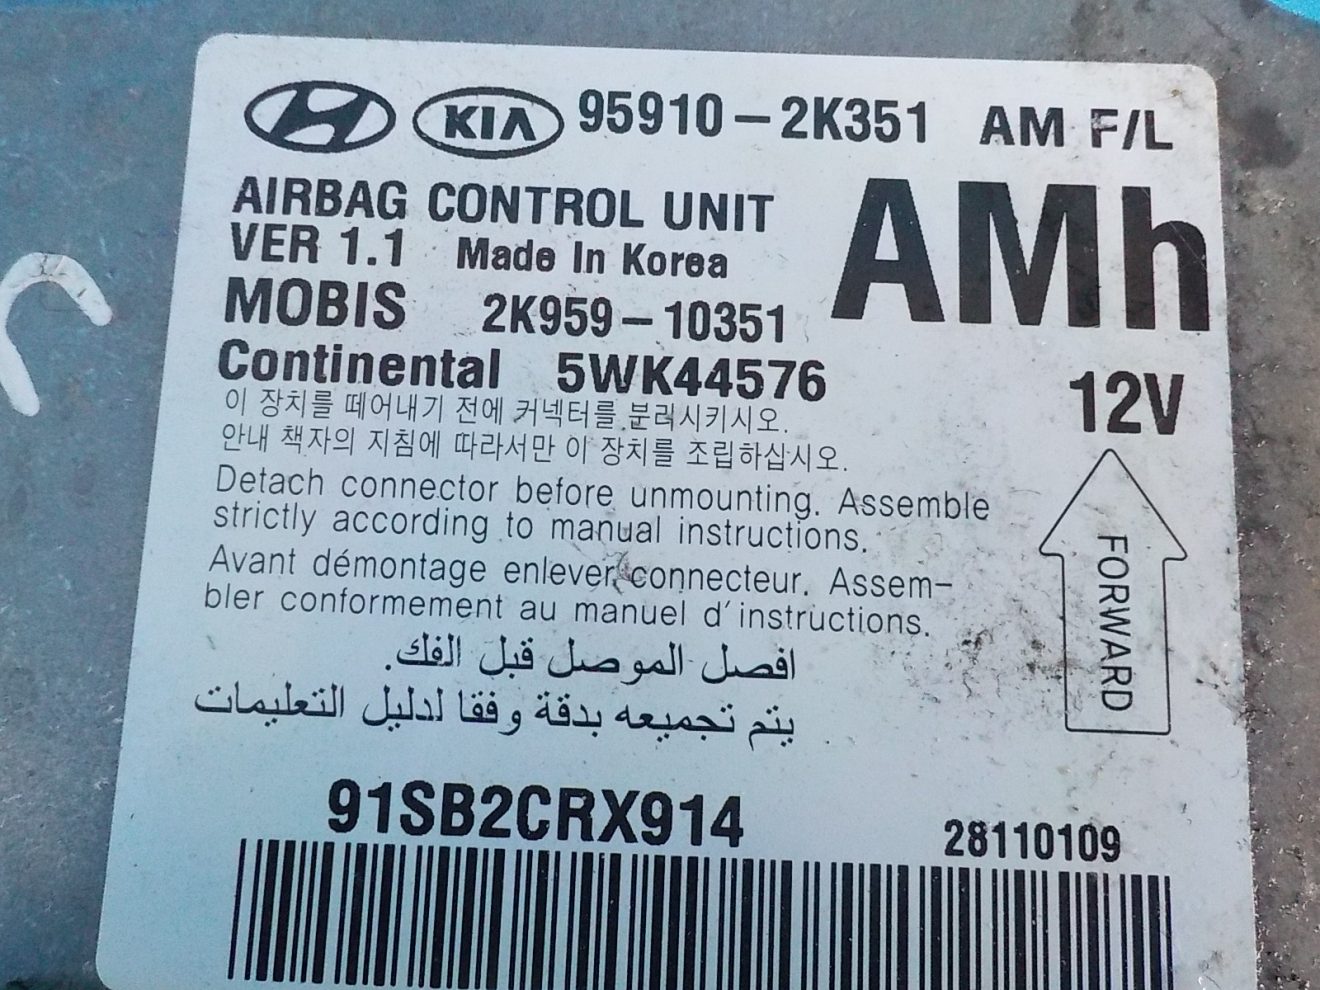 KIA 95910-2K351 AM F/L
AIRBAG CONTROL UNIT
VER 1.1 Made In Korea
AMh
MOBIS 2K959-10351
Continental 5WK44576
12V
이 장치를 떼어내기 전에 커넥터를 분리시키시오.
안내 책자의 지침에 따라서만 이 장치를 조립하십시오.
Detach connector before unmounting. Assemble
strictly according to manual instructions.
Avant démontage enlever connecteur. Assem-
bler conformement au manuel d'instructions.
FORWARD
افصل الموصل قبل الفك.
يتم تجميعه بدقة وفقا لدليل التعليمات
91SB2CRX914
28110109